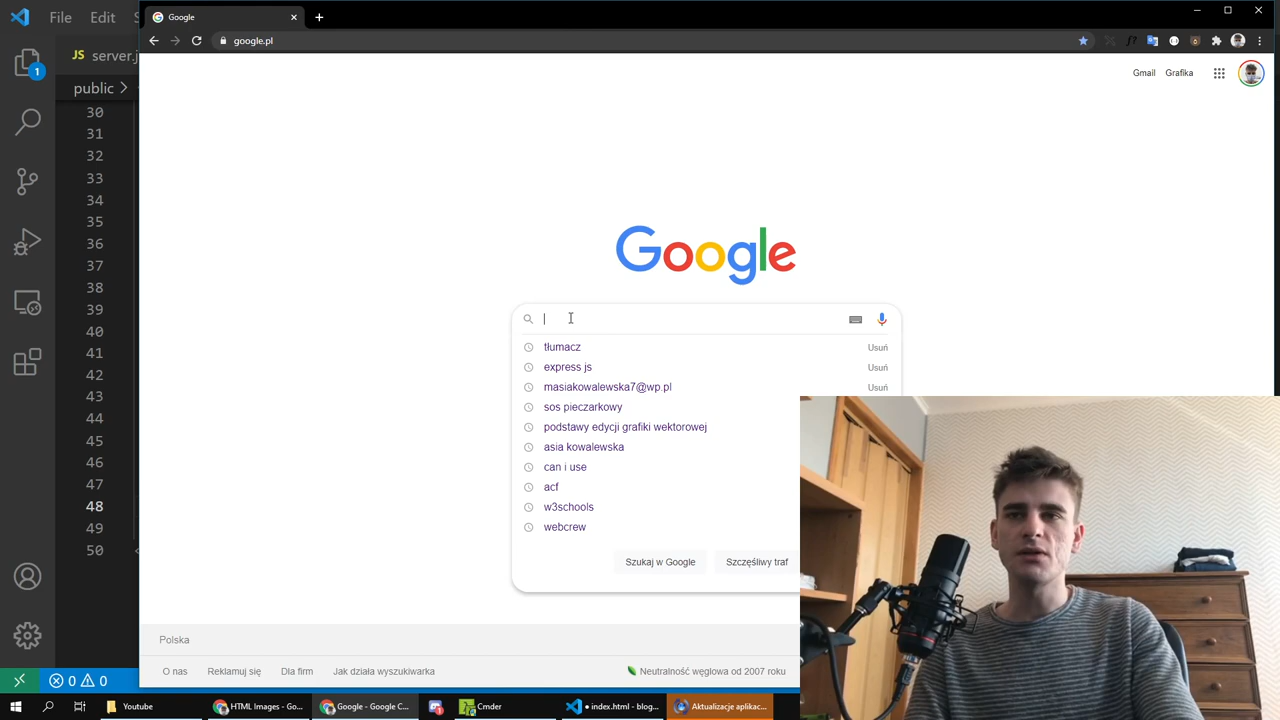 File Edit
Google
google.pl
JS server.j
public >
1
Gmail Grafika
30
31
32
33
34
35
36
37
38
39
40
41
42
43
44
45
46
47
48
49
50
Google
tłumacz Usuń
express js Usuń
masiakowalewska7@wp.pl Usuń
sos pieczarkowy
podstawy edycji grafiki wektorowej
asia kowalewska
can i use
acf
w3schools
webcrew
Szukaj w Google Szczęśliwy traf
Polska
O nas Reklamuj się Dla firm Jak działa wyszukiwarka Neutralność węglowa od 2007 roku
0 0
Youtube HTML Images - Go... Google - Google C... 1 Cmder • index.html - blog... Aktualizacje aplikac...